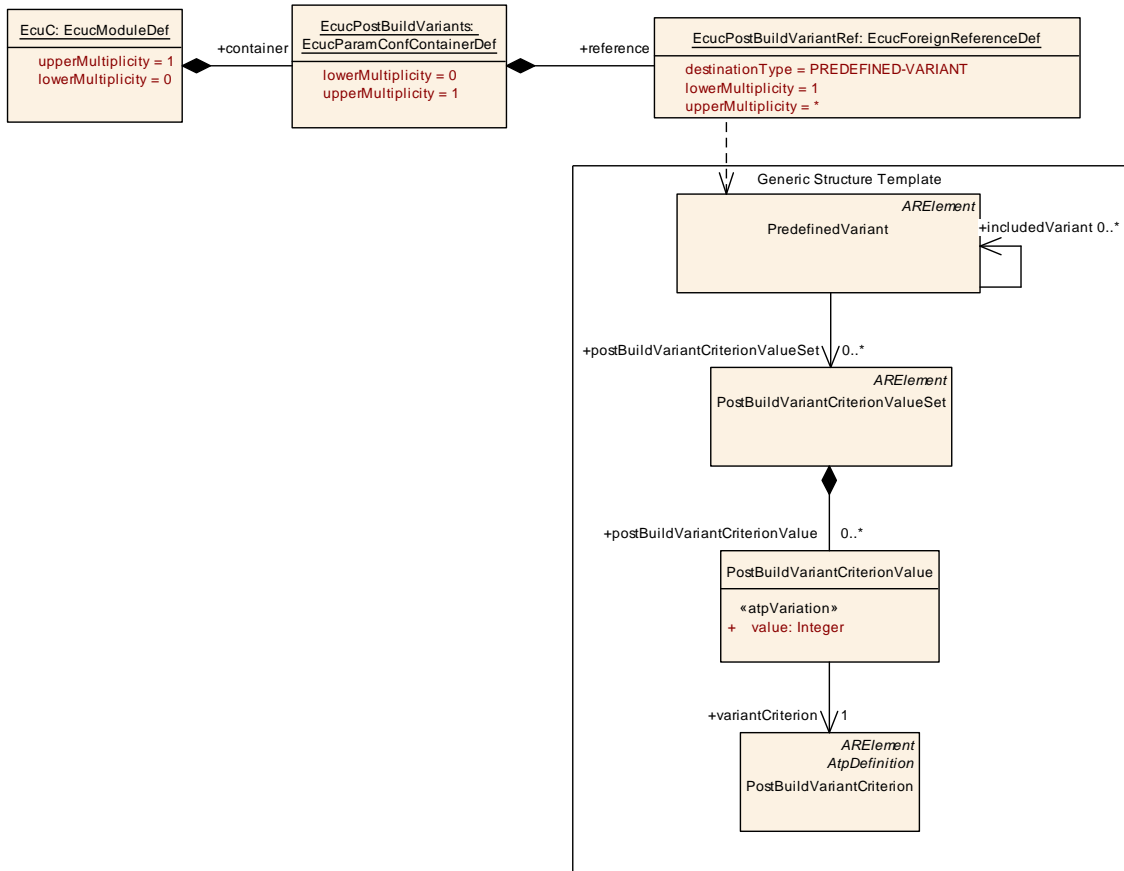 EcuC: EcucModuleDef
upperMultiplicity = 1
lowerMultiplicity = 0
+container
EcucPostBuildVariants:
EcucParamConfContainerDef
lowerMultiplicity = 0
upperMultiplicity = 1
+reference
EcucPostBuildVariantRef: EcucForeignReferenceDef
destinationType = PREDEFINED-VARIANT
lowerMultiplicity = 1
upperMultiplicity = *
Generic Structure Template
ARElement
PredefinedVariant
+includedVariant 0..*
+postBuildVariantCriterionValueSet 0..*
ARElement
PostBuildVariantCriterionValueSet
+postBuildVariantCriterionValue 0..*
PostBuildVariantCriterionValue
«atpVariation»
+ value: Integer
+variantCriterion 1
ARElement
AtpDefinition
PostBuildVariantCriterion